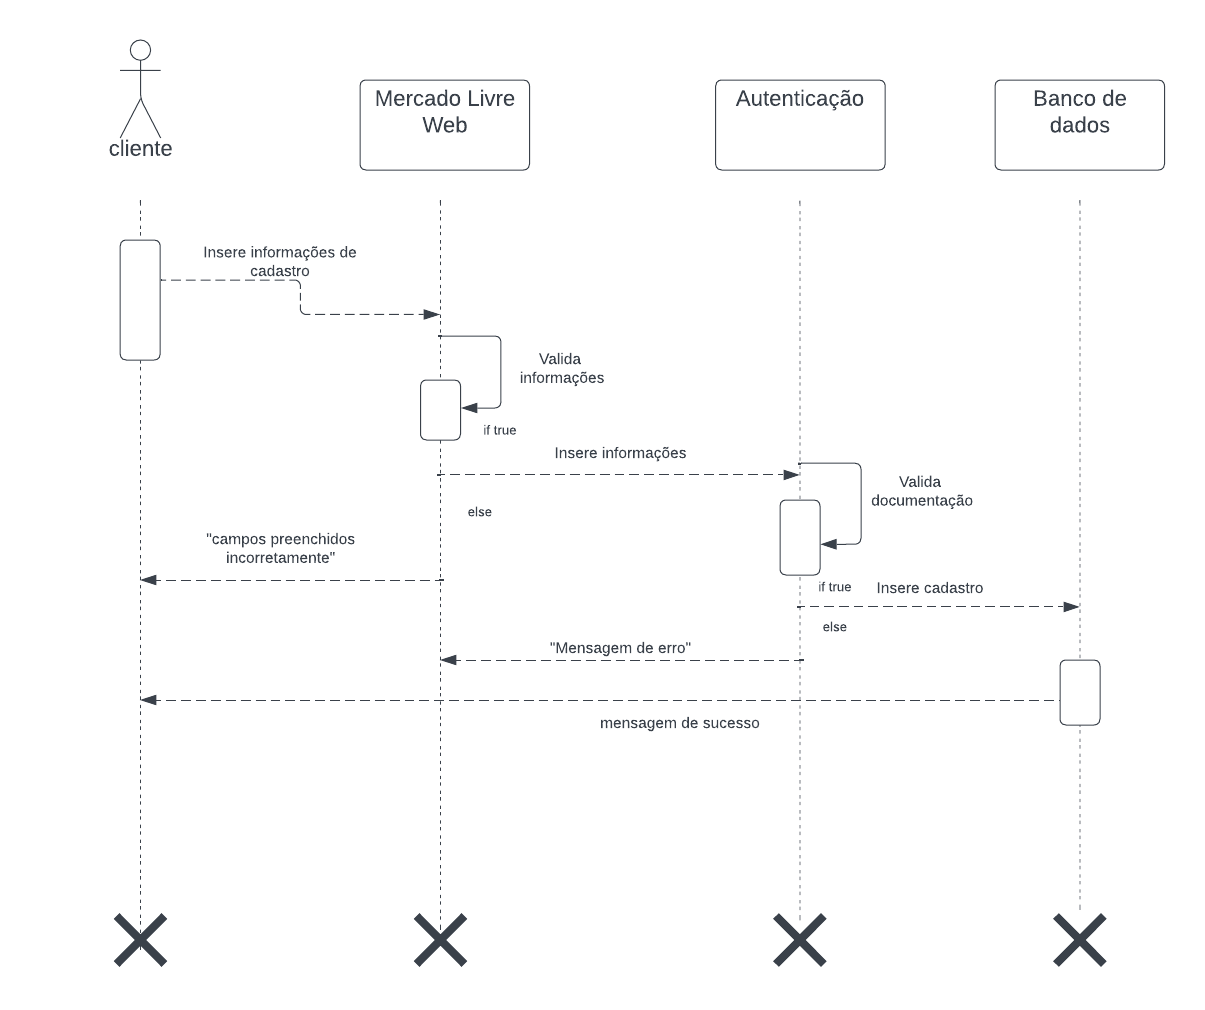 cliente
Mercado Livre
Web
Autenticação
Banco de
dados
Insere informações de
cadastro
Valida
informações
if true
Insere informações
Valida
documentação
else
"campos preenchidos
incorretamente"
if true
Insere cadastro
else
"Mensagem de erro"
mensagem de sucesso